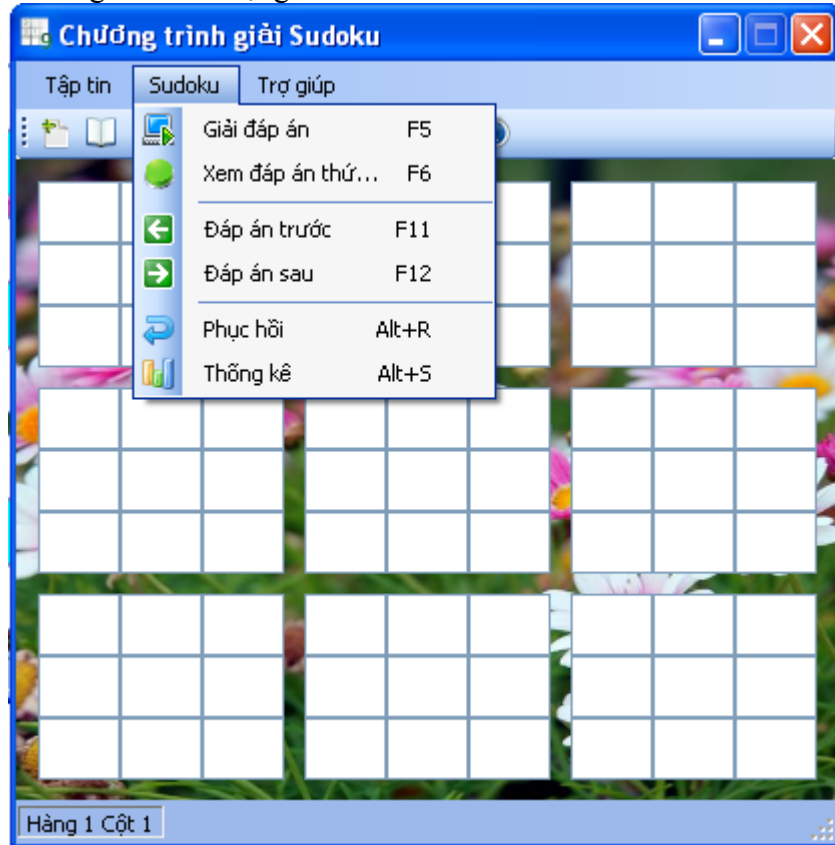 Chương trình giải Sudoku
Tập tin Sudoku Trợ giúp
Giải đáp án F5
Xem đáp án thứ... F6
Đáp án trước F11
Đáp án sau F12
Phục hồi Alt+R
Thống kê Alt+S
Hàng 1 Cột 1